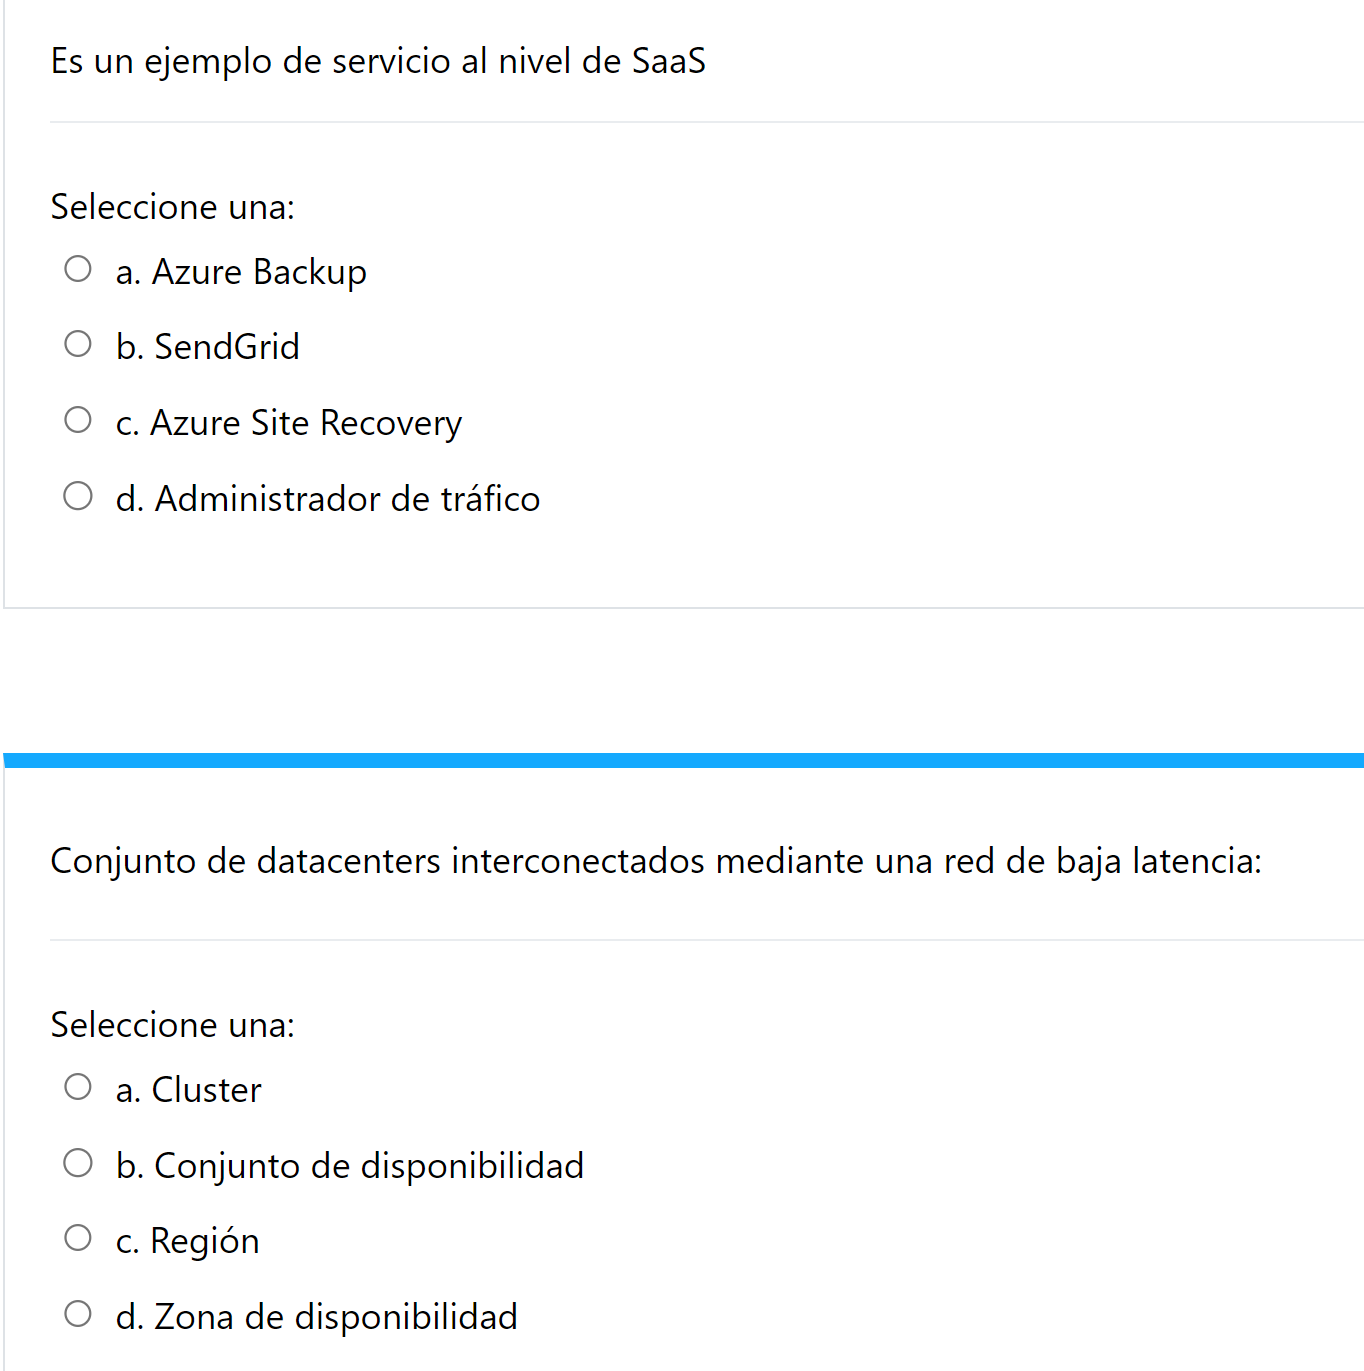 Es un ejemplo de servicio al nivel de SaaS
Seleccione una:
a. Azure Backup
b. SendGrid
c. Azure Site Recovery
d. Administrador de tráfico
Conjunto de datacenters interconectados mediante una red de baja latencia:
Seleccione una:
a. Cluster
b. Conjunto de disponibilidad
c. Región
d. Zona de disponibilidad